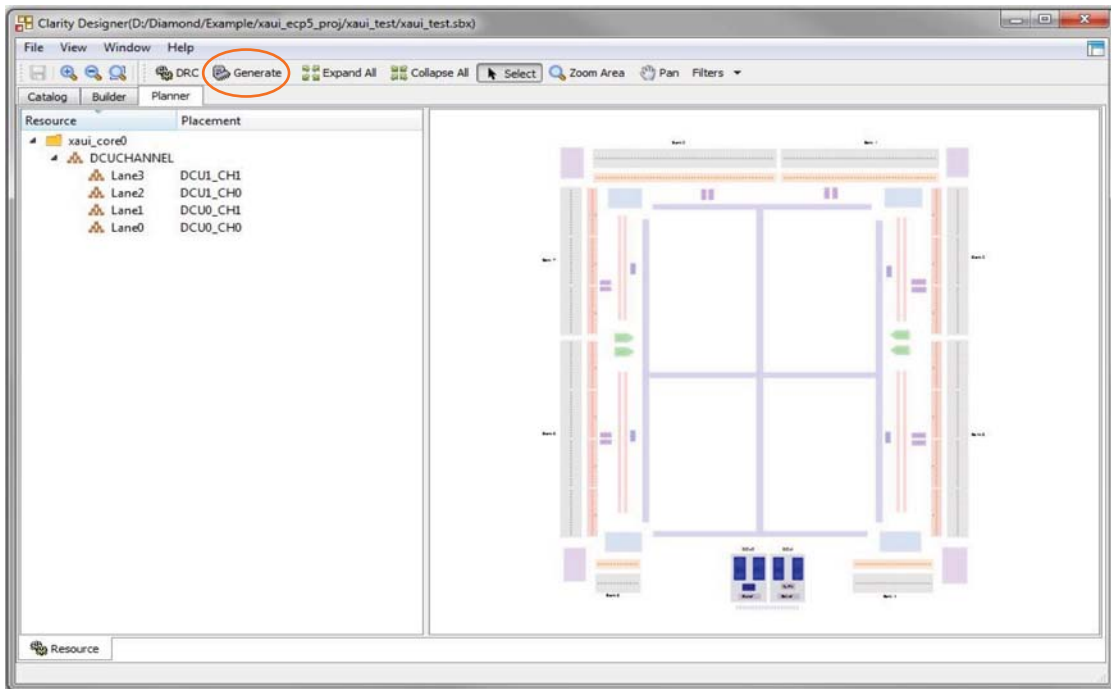 Clarity Designer(D:/Diamond/Example/xaui_ecp5_proj/xaui_test/xaui_test.sbx)
File View Window Help
DRC Generate Expand All Collapse All Select Zoom Area Pan Filters
Catalog Builder Planner
Resource Placement
xaui_core0
DCUCHANNEL
Lane3 DCU1_CH1
Lane2 DCU1_CH0
Lane1 DCU0_CH1
Lane0 DCU0_CH0
Resource